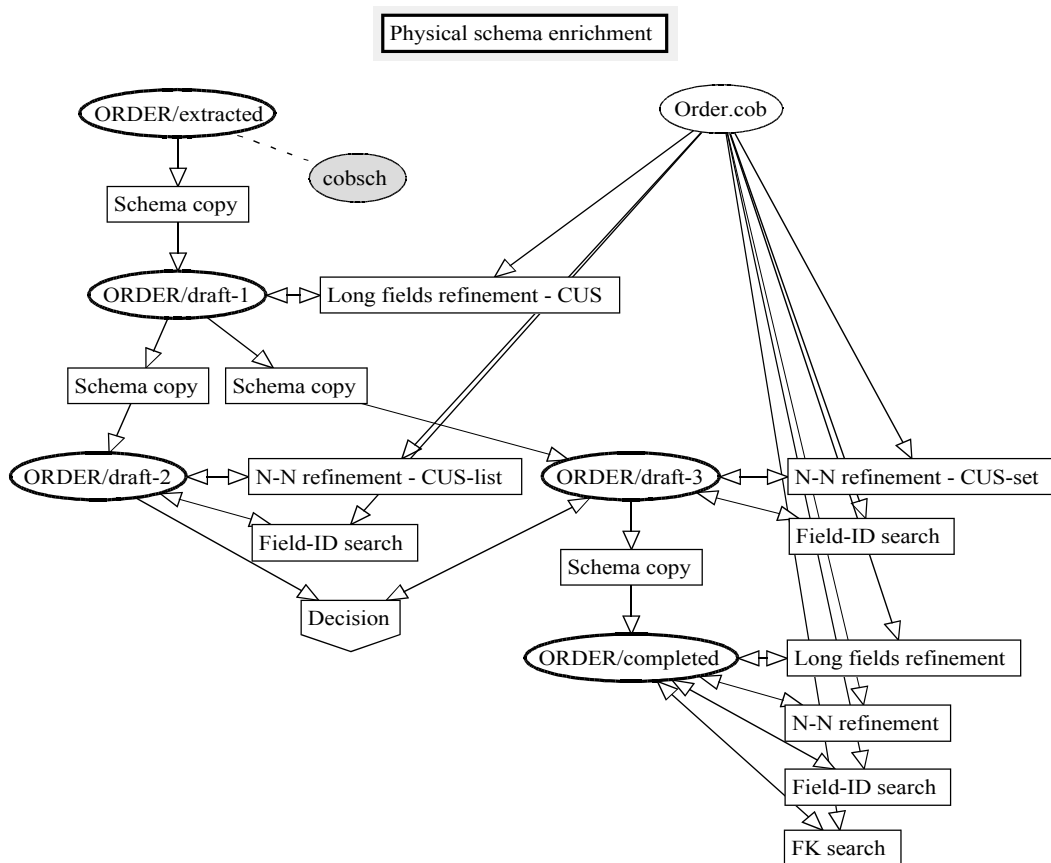 Physical schema enrichment
ORDER/extracted
Order.cob
cobsch
Schema copy
ORDER/draft-1
Long fields refinement - CUS
Schema copy
Schema copy
ORDER/draft-2
N-N refinement - CUS-list
ORDER/draft-3
N-N refinement - CUS-set
Field-ID search
Field-ID search
Schema copy
Decision
ORDER/completed
Long fields refinement
N-N refinement
Field-ID search
FK search